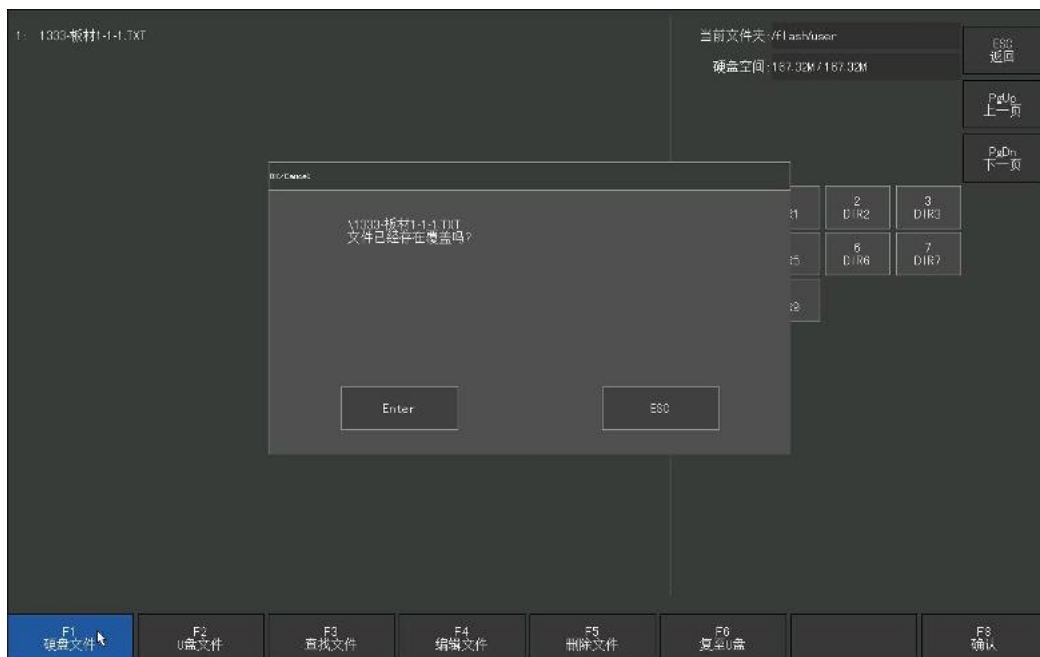 1: 1333-板材1-1-1.TXT
当前文件夹:/flash/user
硬盘空间:187.32M/187.32M
ESC
返回
PgUp
上一页
PgDn
下一页
OK/Cancel
\1333-板材1-1-1.TXT
文件已经存在覆盖吗?
Enter
ESC
R1
2
DIR2
3
DIR3
R5
6
DIR6
7
DIR7
R9
F1
硬盘文件
F2
U盘文件
F3
查找文件
F4
编辑文件
F5
删除文件
F6
复至U盘
F8
确认